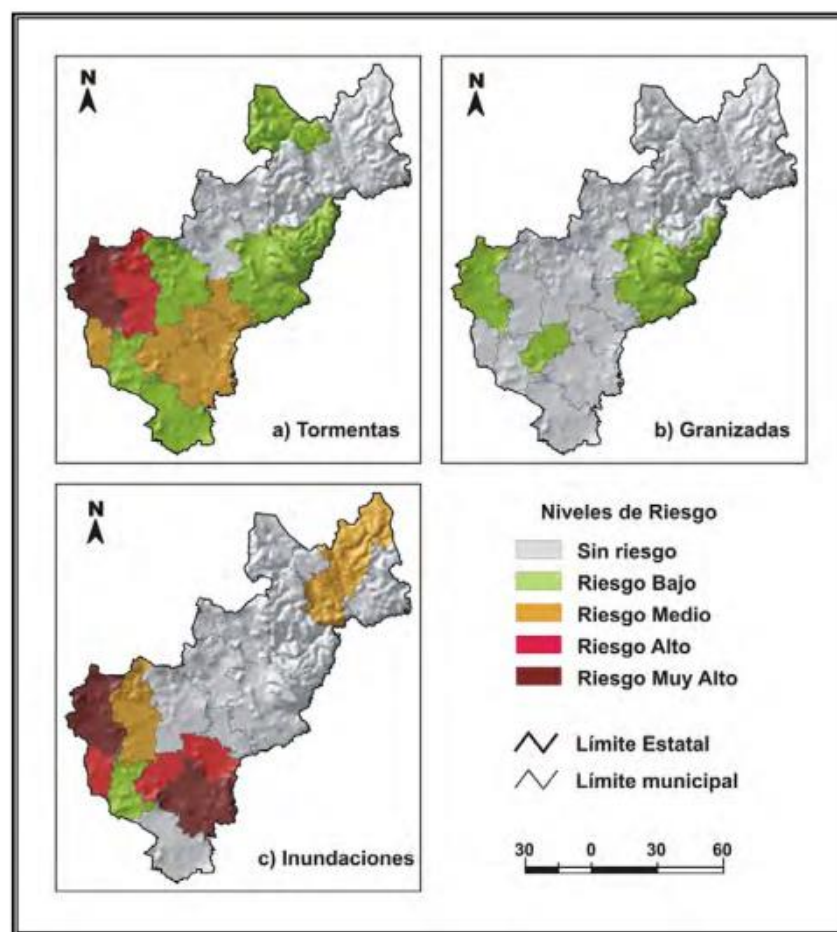 N
a) Tormentas
N
b) Granizadas
N
c) Inundaciones
Niveles de Riesgo
Sin riesgo
Riesgo Bajo
Riesgo Medio
Riesgo Alto
Riesgo Muy Alto
Límite Estatal
Límite municipal
30 0 30 60